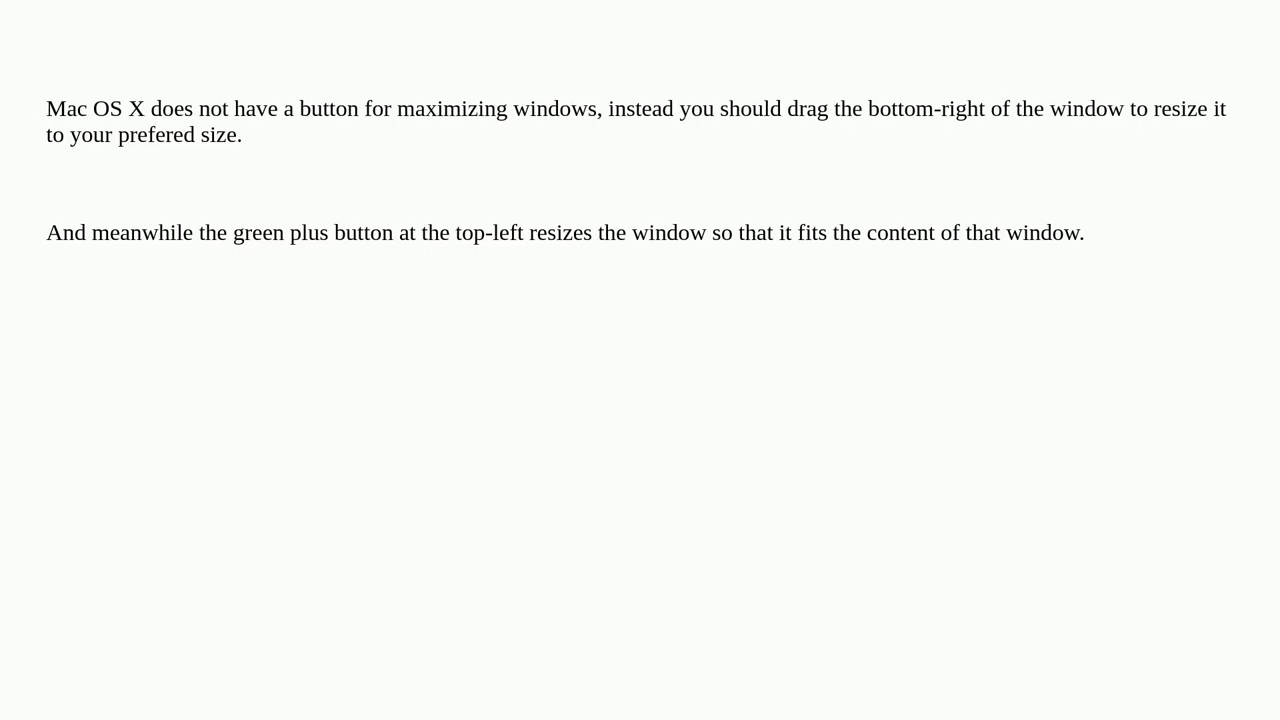 Mac OS X does not have a button for maximizing windows, instead you should drag the bottom-right of the window to resize it
to your prefered size.
And meanwhile the green plus button at the top-left resizes the window so that it fits the content of that window.